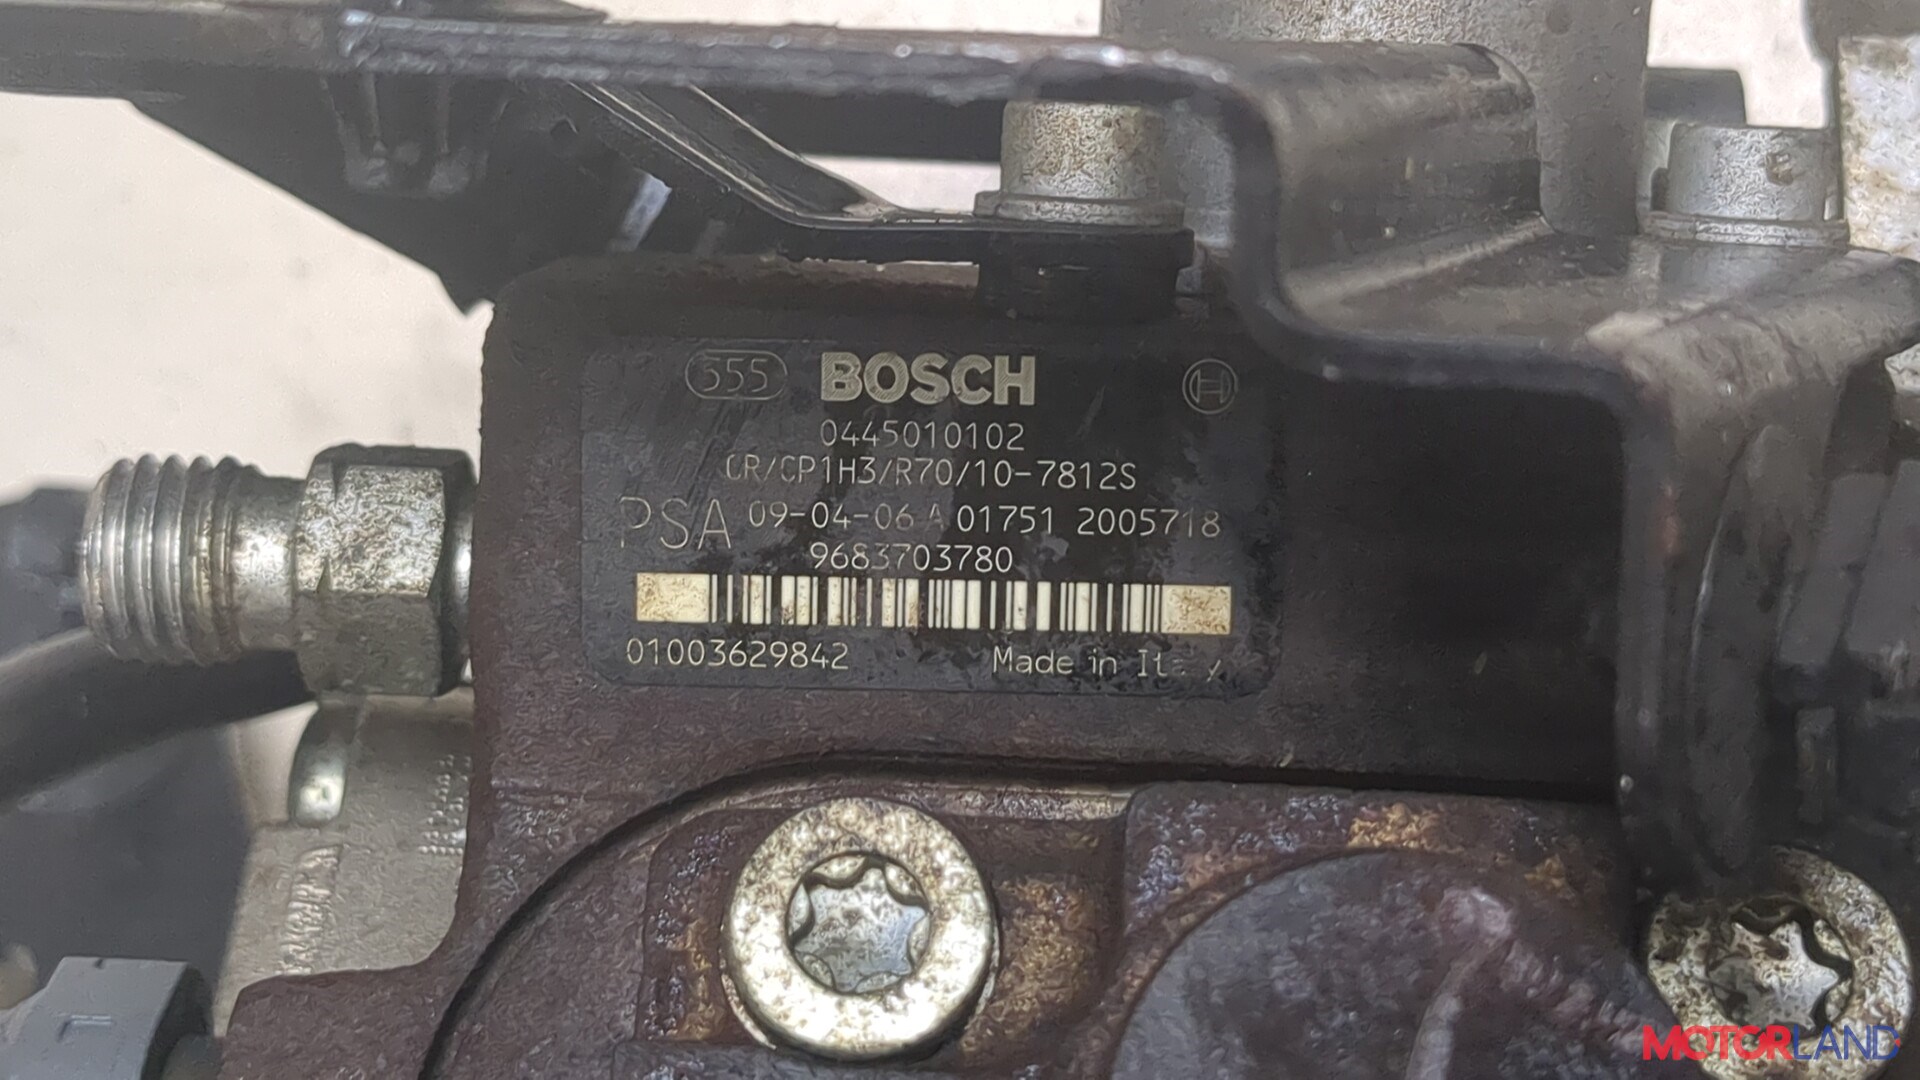 555 BOSCH
0445010102
CR/CP1H3/R70/10-7812S
PSA 09-04-06 A 01751 2005718
9683703780
01003629842 Made in
MOTORLAND